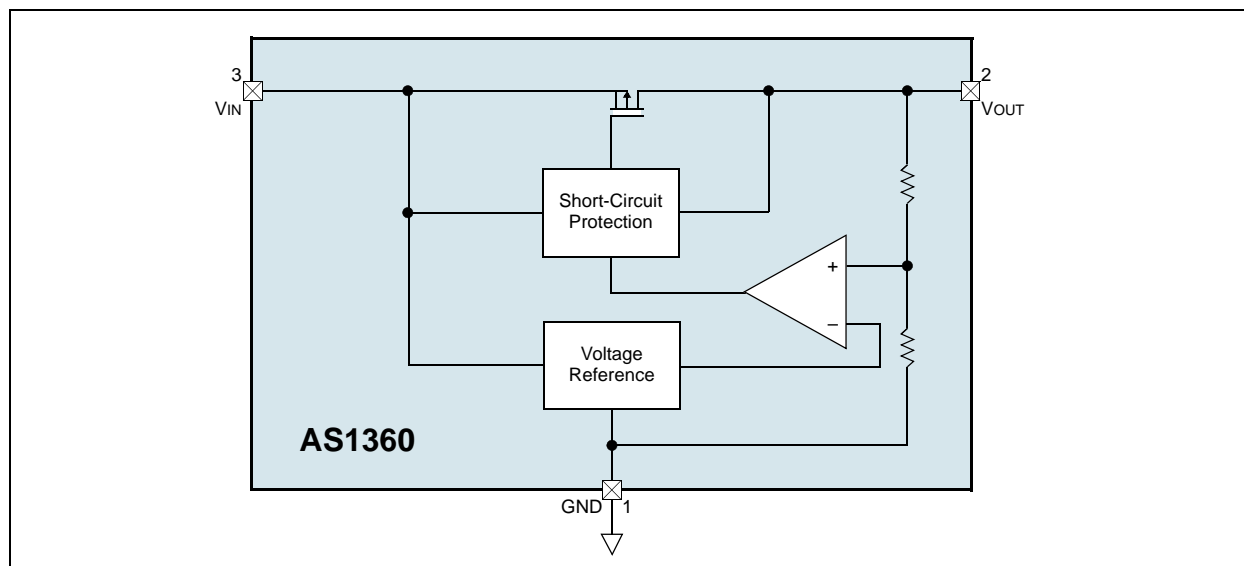 3
VIN
2
VOUT
Short-Circuit
Protection
+
−
Voltage
Reference
AS1360
GND 1